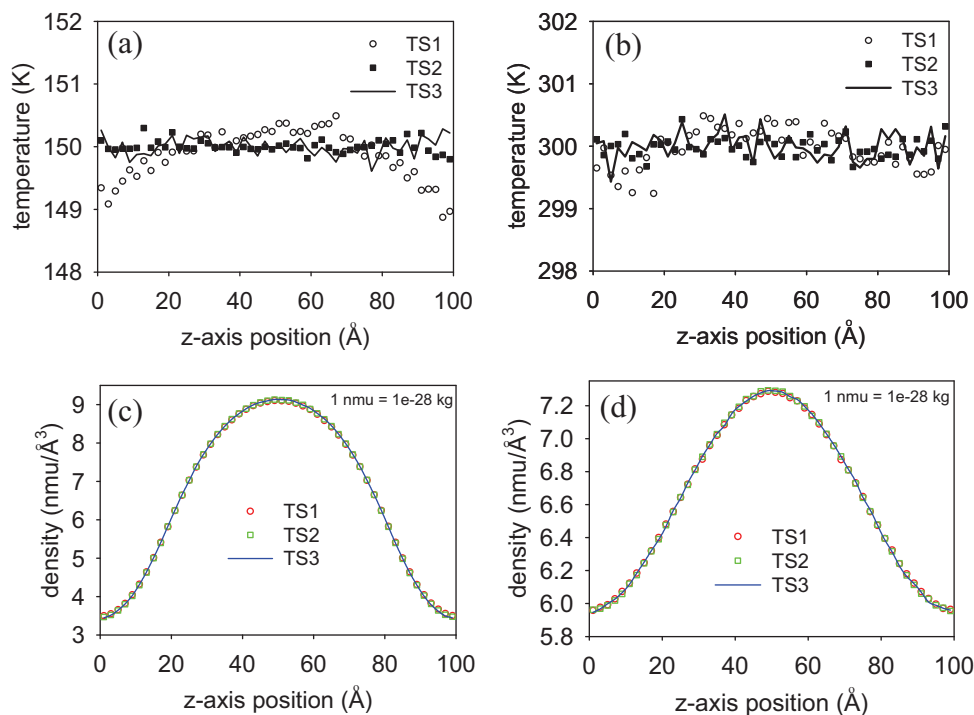 (a)
TS1
TS2
TS3
temperature (K)
152
151
150
149
148
0 20 40 60 80 100
z-axis position (Å)
(b)
TS1
TS2
TS3
temperature (K)
302
301
300
299
298
0 20 40 60 80 100
z-axis position (Å)
(c)
1 nmu = 1e-28 kg
TS1
TS2
TS3
density (nmu/Å³)
9
8
7
6
5
4
3
0 20 40 60 80 100
z-axis position (Å)
(d)
1 nmu = 1e-28 kg
TS1
TS2
TS3
density (nmu/Å³)
7.2
7.0
6.8
6.6
6.4
6.2
6.0
5.8
0 20 40 60 80 100
z-axis position (Å)